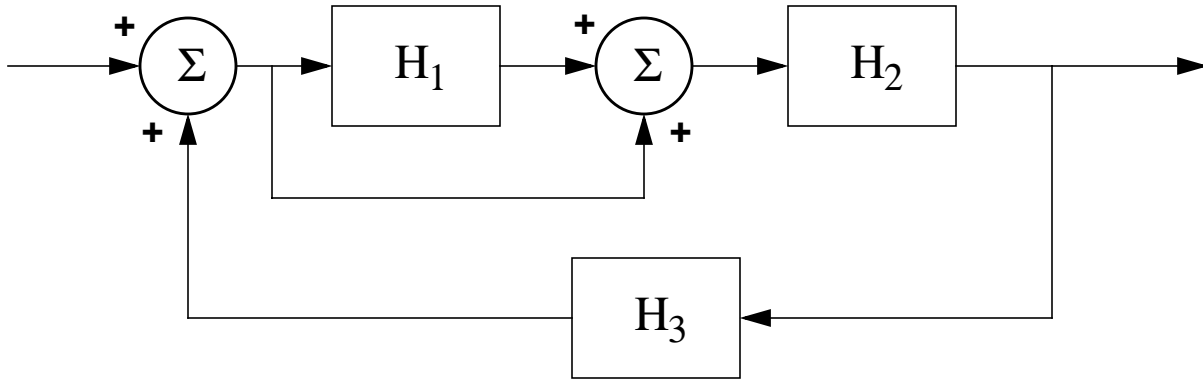 + +
Σ H₁ Σ H₂
+ +
H₃